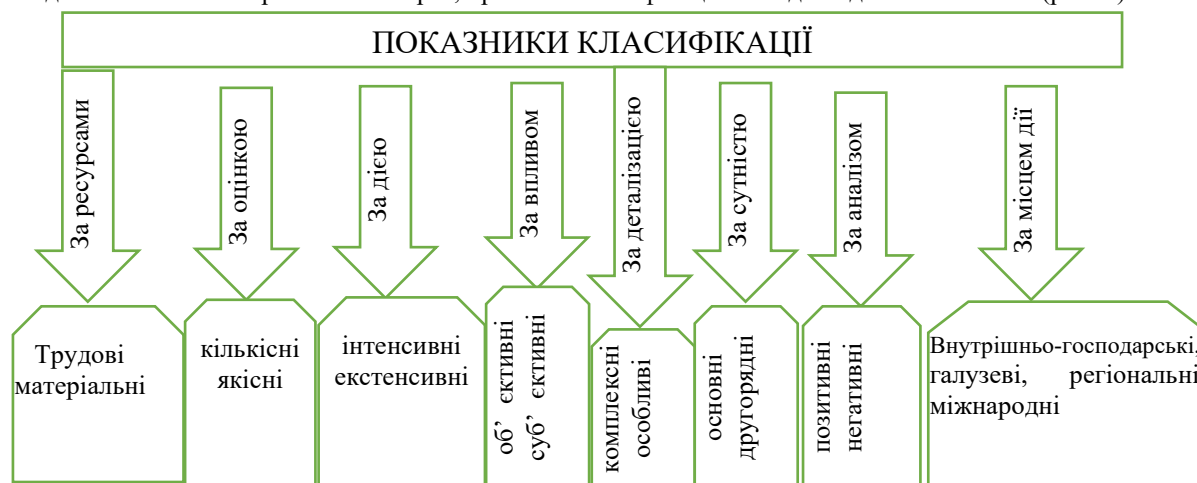 ПОКАЗНИКИ КЛАСИФІКАЦІЇ
За ресурсами
За оцінкою
За дією
За впливом
За деталізацією
За сутністю
За аналізом
За місцем дії
Трудові
матеріальні
кількісні
якісні
інтенсивні
екстенсивні
об’ єктивні
суб’ єктивні
комплексні
особливі
основні
другорядні
позитивні
негативні
Внутрішньо-господарські,
галузеві, регіональні
міжнародні